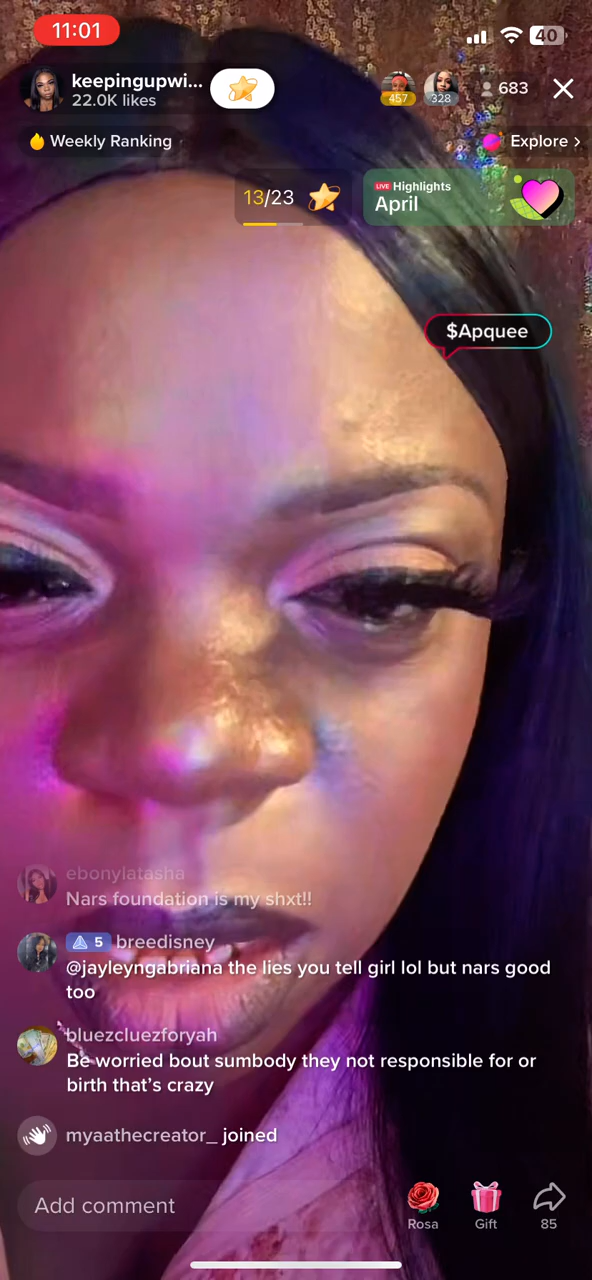 11:01
40
keepingupwi...
22.0K likes
457
328
683
Weekly Ranking
Explore >
13/23
LIVE Highlights
April
$Apquee
ebonylatasha
Nars foundation is my shxt!!
5 breedisney
@jayleyngabriana the lies you tell girl lol but nars good
too
bluezcluezforyah
Be worried bout sumbody they not responsible for or
birth that's crazy
myaathecreator_ joined
Add comment
Rosa
Gift
85